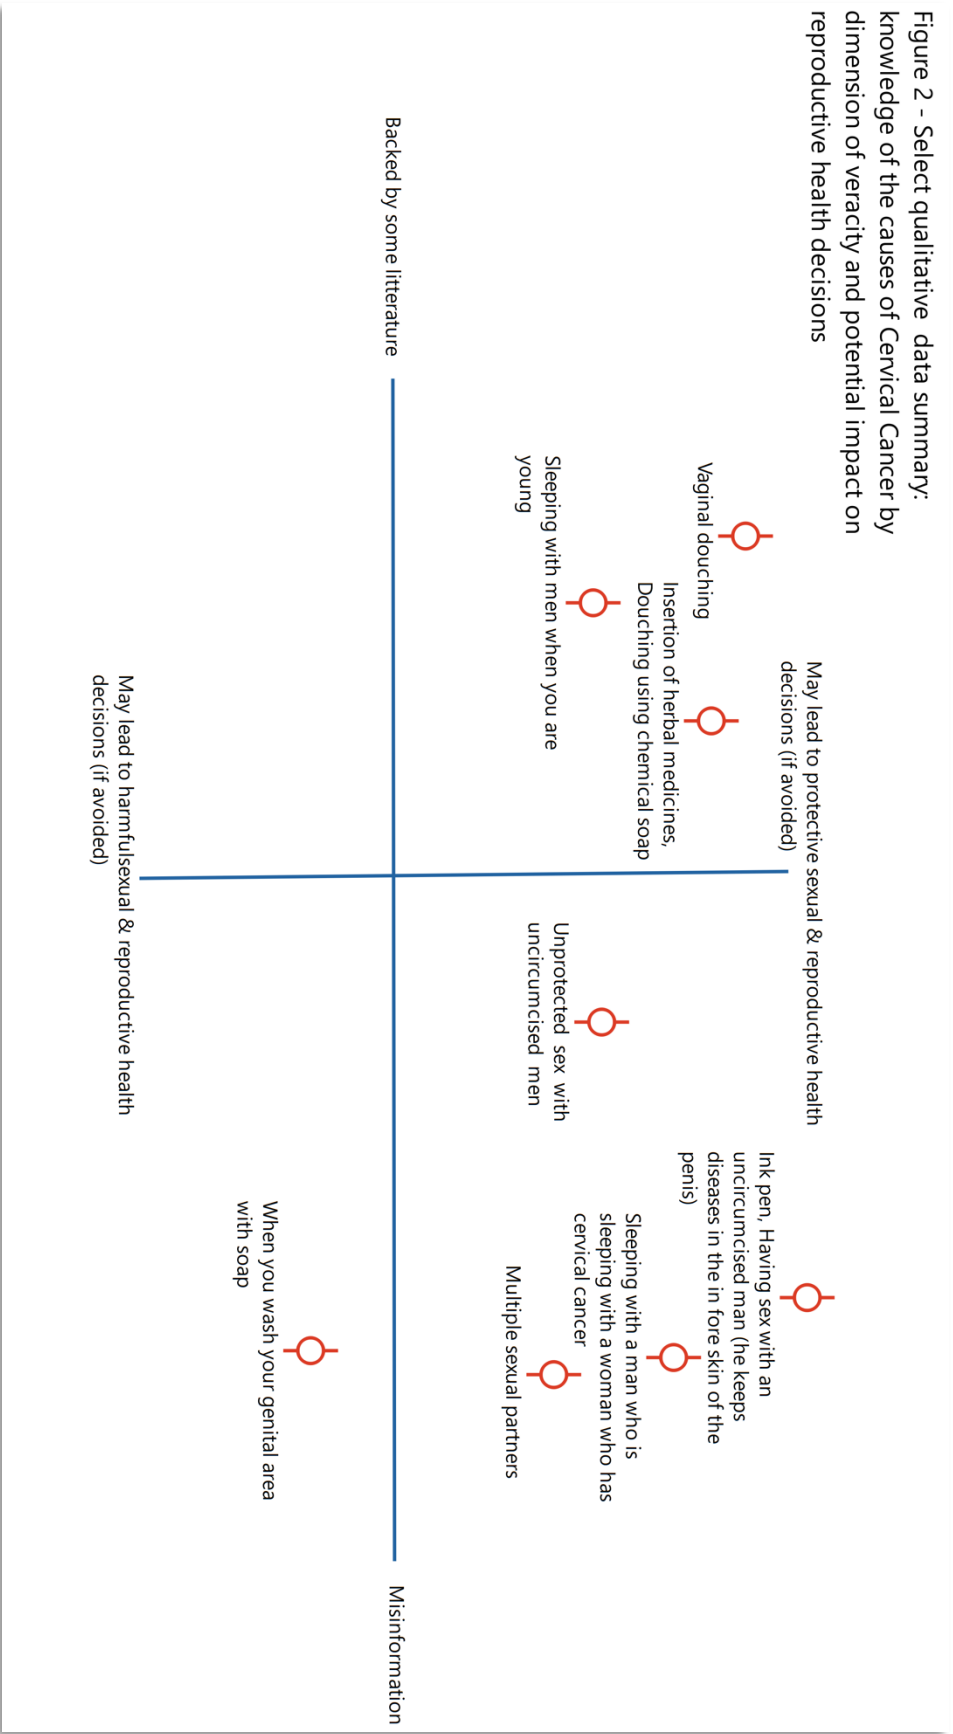 Figure 2 - Select qualitative data summary:
knowledge of the causes of Cervical Cancer by
dimension of veracity and potential impact on
reproductive health decisions
May lead to protective sexual & reproductive health
decisions (if avoided)
Vaginal douching
Insertion of herbal medicines,
Douching using chemical soap
Sleeping with men when you are
young
Ink pen, Having sex with an
uncircumcised man (he keeps
diseases in the in fore skin of the
penis)
Sleeping with a man who is
sleeping with a woman who has
cervical cancer
Unprotected sex with
uncircumcised men
Multiple sexual partners
Backed by some litterature
Misinformation
When you wash your genital area
with soap
May lead to harmfulsexual & reproductive health
decisions (if avoided)